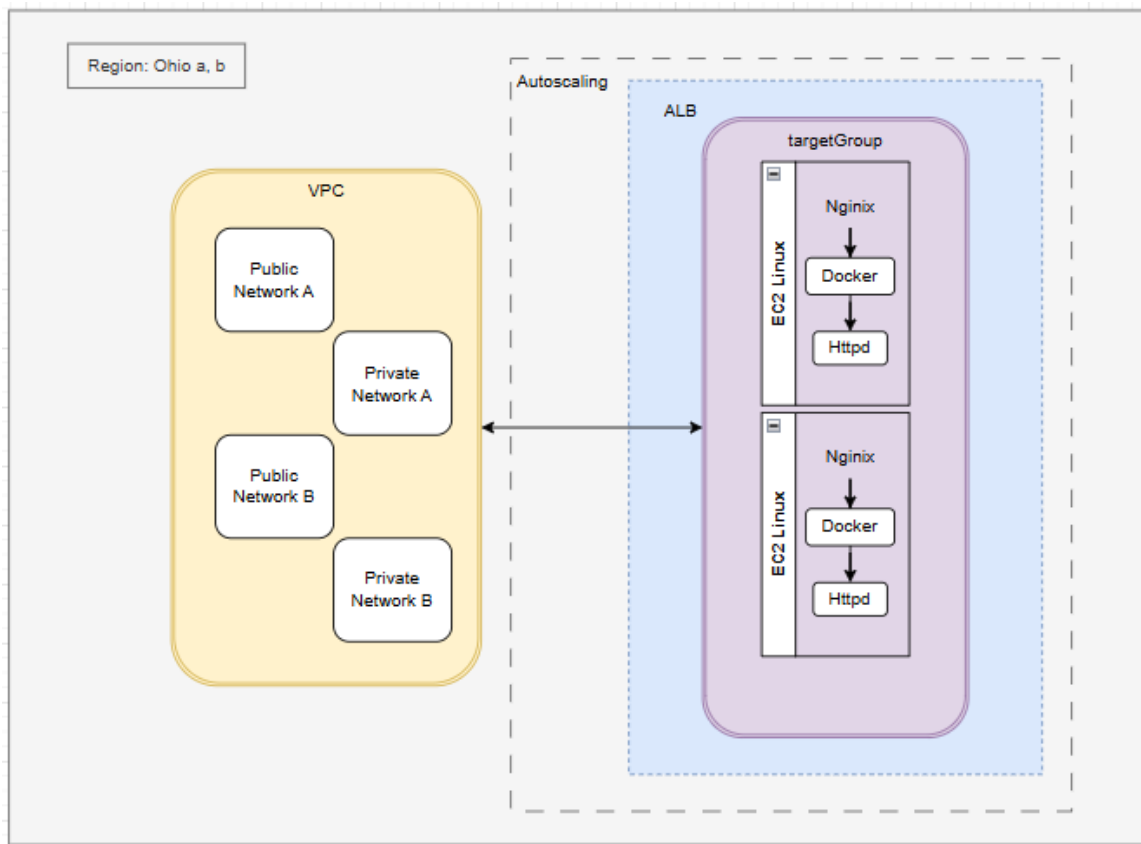 Region: Ohio a, b
Autoscaling
ALB
targetGroup
VPC
Public
Network A
Private
Network A
Public
Network B
Private
Network B
EC2 Linux
Nginix
Docker
Httpd
EC2 Linux
Nginix
Docker
Httpd